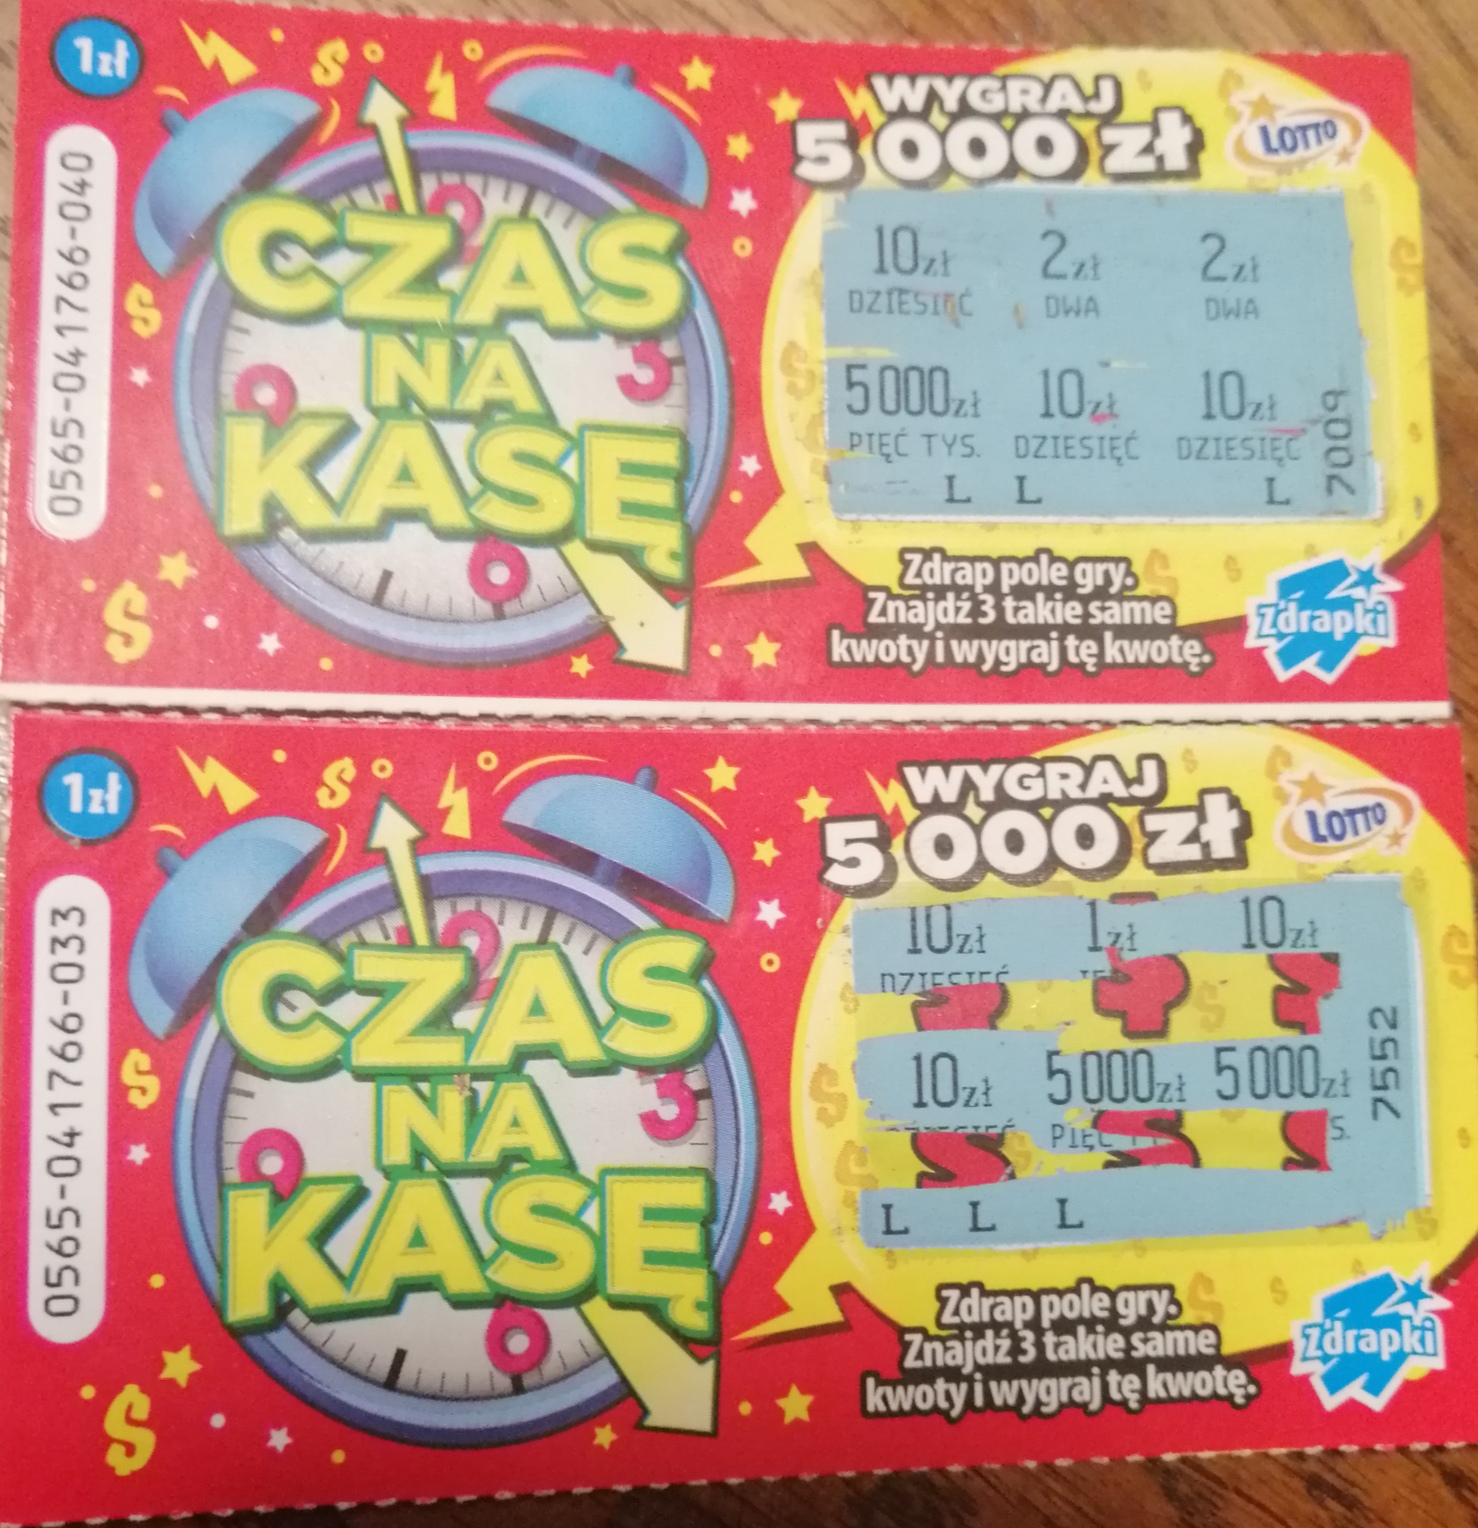 1zł
0565-041766-040
CZAS
NA
KASĘ
WYGRAJ
5 000 zł
LOTTO
10zł 2zł 2zł
DZIESIĘĆ DWA DWA
5000zł 10zł 10zł
PIĘĆ TYS. DZIESIĘĆ DZIESIĘĆ
L L L
7009
Zdrap pole gry.
Znajdź 3 takie same
kwoty i wygraj tę kwotę.
Zdrapki
1zł
0565-041766-033
CZAS
NA
KASĘ
WYGRAJ
5 000 zł
LOTTO
10zł 1zł 10zł
DZIESIĘĆ
10zł 5000zł 5000zł
PIĘĆ
L L L
7552
Zdrap pole gry.
Znajdź 3 takie same
kwoty i wygraj tę kwotę.
Zdrapki